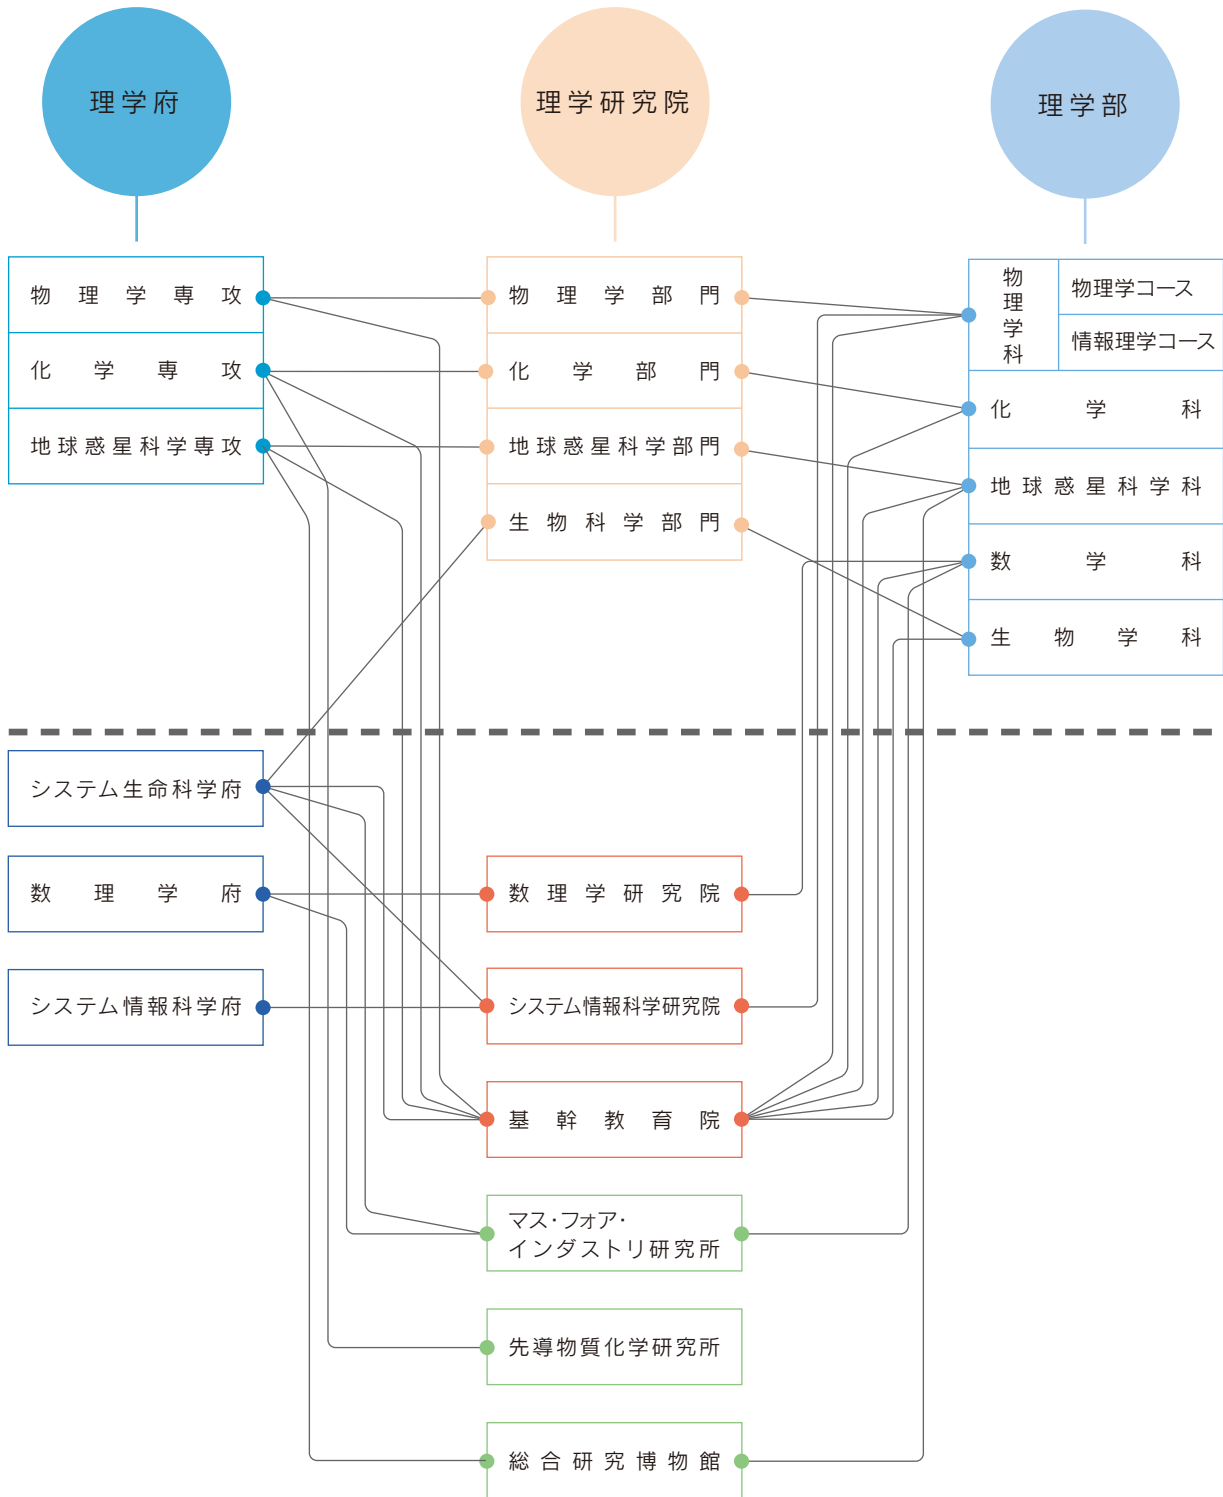 理学府
理学研究院
理学部
物理学専攻
化学専攻
地球惑星科学専攻
物理学部門
化学部門
地球惑星科学部門
生物科学部門
物理学科
物理学コース
情報理学コース
化学科
地球惑星科学科
数学科
生物学科
システム生命科学府
数理学府
システム情報科学府
数理学研究院
システム情報科学研究院
基幹教育院
マス・フォア・
インダストリ研究所
先導物質化学研究所
総合研究博物館